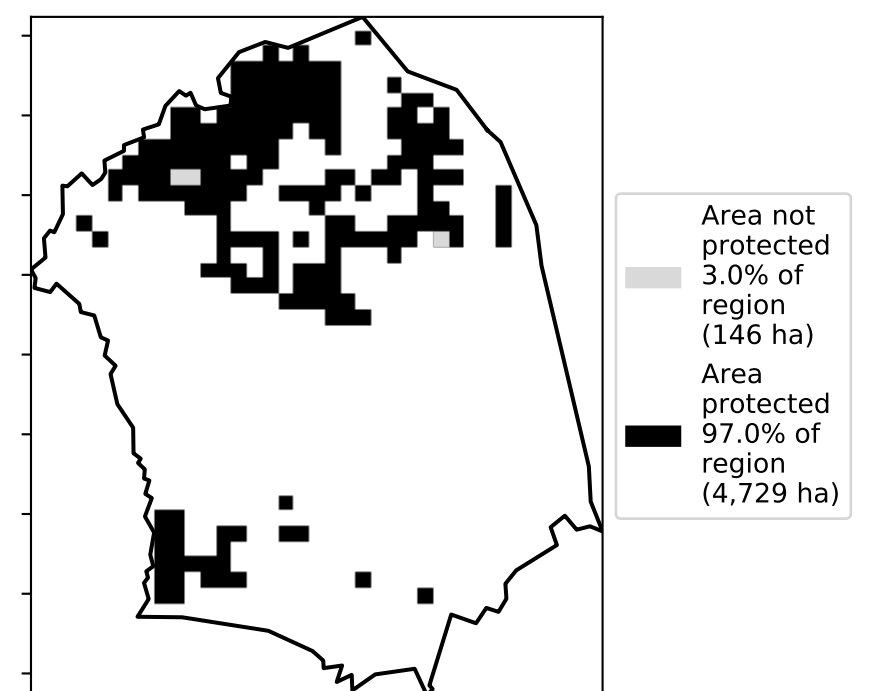 Area not
protected
3.0% of
region
(146 ha)
Area
protected
97.0% of
region
(4,729 ha)